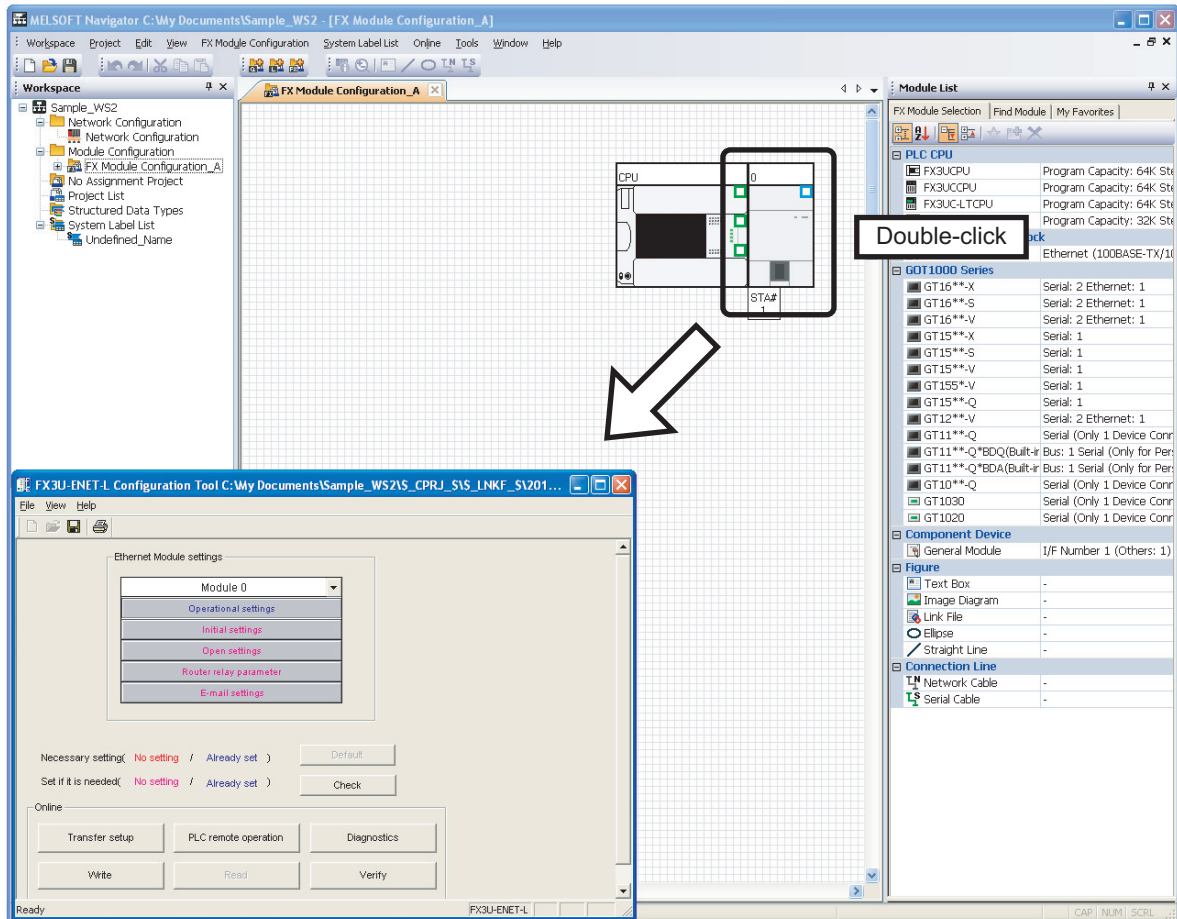 MELSOFT Navigator C:\My Documents\Sample_WS2 - [FX Module Configuration_A]
Workspace Project Edit View FX Module Configuration System Label List Online Tools Window Help
Workspace
Sample_WS2
Network Configuration
Network Configuration
Module Configuration
FX Module Configuration_A
No Assignment Project
Project List
Structured Data Types
System Label List
Undefined_Name
FX Module Configuration_A
CPU
0
STA#
1
Double-click
Module List
FX Module Selection Find Module My Favorites
PLC CPU
FX3UCPU Program Capacity: 64K Ste
FX3UCCPU Program Capacity: 64K Ste
FX3UC-LTCPU Program Capacity: 64K Ste
Program Capacity: 32K Ste
ock
Ethernet (100BASE-TX/10
GOT1000 Series
GT16**-X Serial: 2 Ethernet: 1
GT16**-S Serial: 2 Ethernet: 1
GT16**-V Serial: 2 Ethernet: 1
GT15**-X Serial: 1
GT15**-S Serial: 1
GT15**-V Serial: 1
GT155*-V Serial: 1
GT15**-Q Serial: 1
GT12**-V Serial: 2 Ethernet: 1
GT11**-Q Serial (Only 1 Device Conr
GT11**-Q*BDQ(Built-ir Bus: 1 Serial (Only for Per:
GT11**-Q*BDA(Built-ir Bus: 1 Serial (Only for Per:
GT10**-Q Serial (Only 1 Device Conr
GT1030 Serial (Only 1 Device Conr
GT1020 Serial (Only 1 Device Conr
Component Device
General Module I/F Number 1 (Others: 1)
Figure
Text Box -
Image Diagram -
Link File -
Ellipse -
Straight Line -
Connection Line
Network Cable -
Serial Cable -
FX3U-ENET-L Configuration Tool C:\My Documents\Sample_WS2\S_CPRJ_S\S_LNKF_S\201...
File View Help
Ethernet Module settings
Module 0
Operational settings
Initial settings
Open settings
Router relay parameter
E-mail settings
Necessary setting( No setting / Already set )
Default
Set if it is needed( No setting / Already set )
Check
Online
Transfer setup PLC remote operation Diagnostics
Write Read Verify
Ready FX3U-ENET-L
CAP NUM SCRL